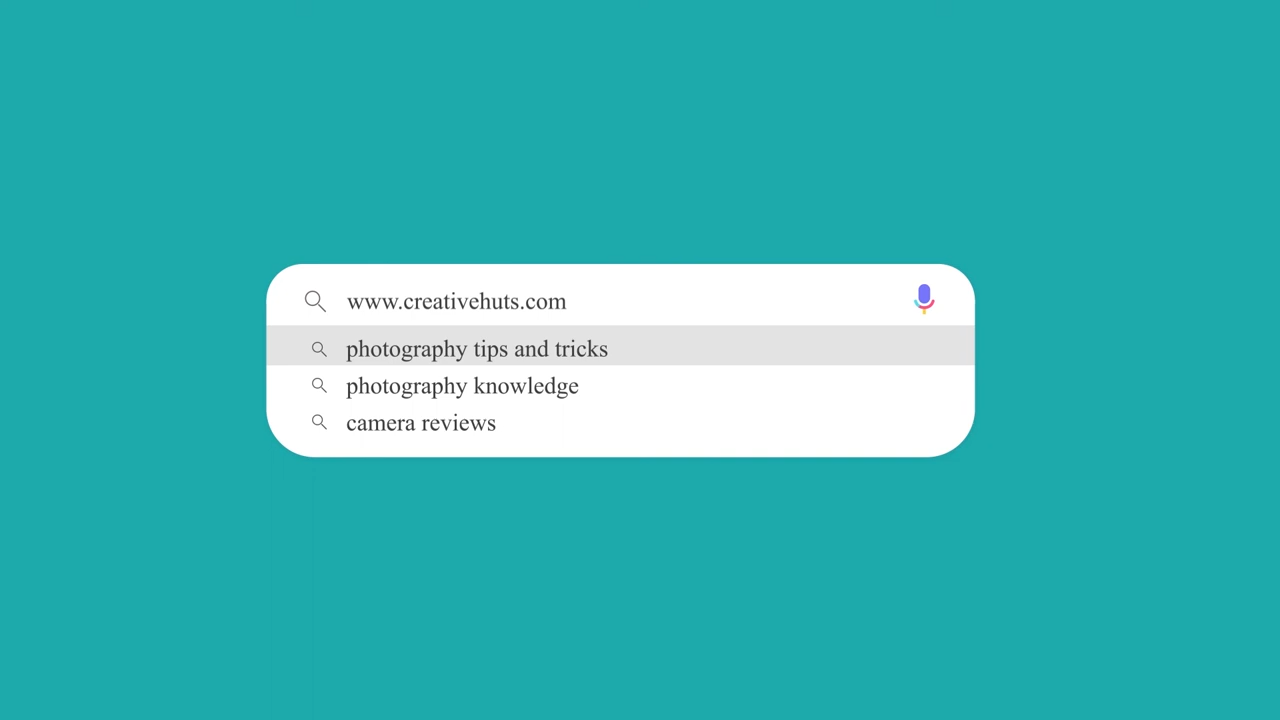 www.creativehuts.com
photography tips and tricks
photography knowledge
camera reviews